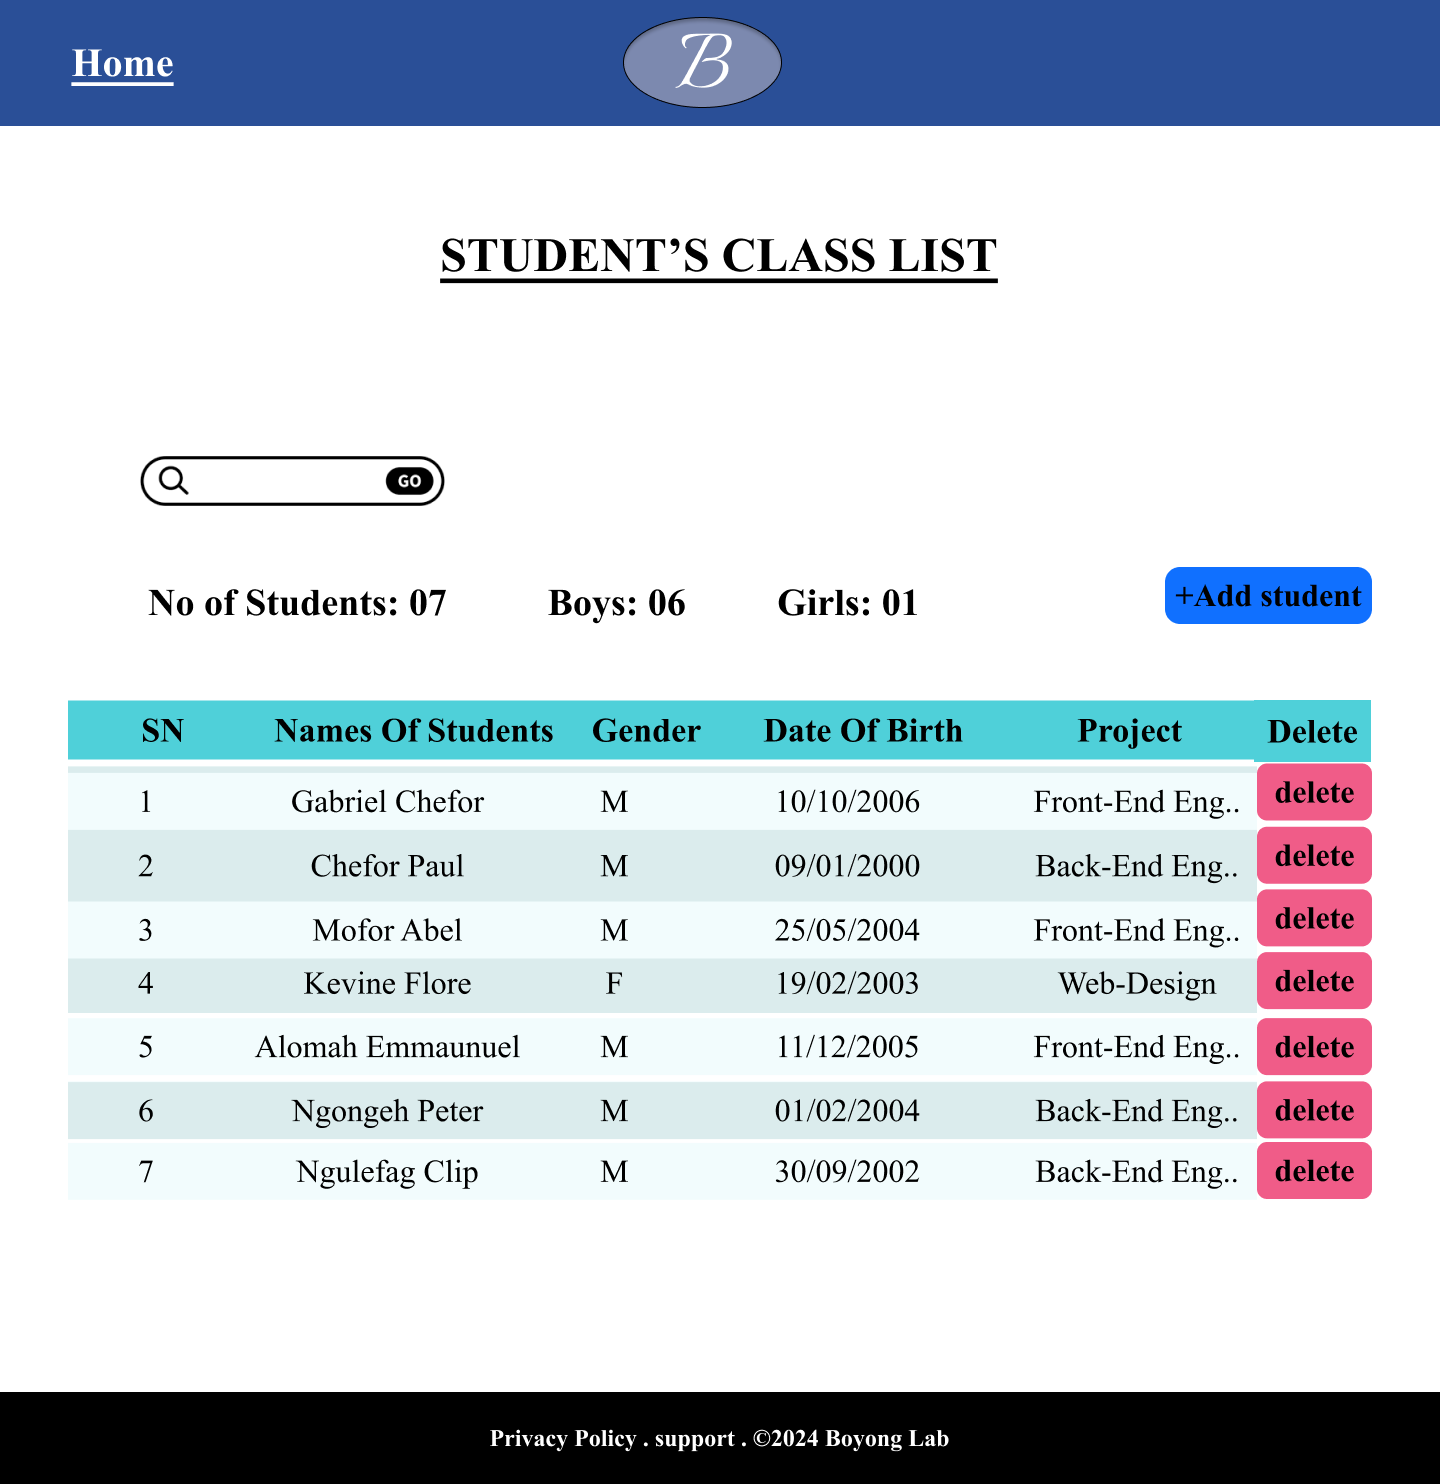 Home
B
STUDENT’S CLASS LIST
GO
No of Students: 07 Boys: 06 Girls: 01 +Add student
SN Names Of Students Gender Date Of Birth Project Delete
1 Gabriel Chefor M 10/10/2006 Front-End Eng.. delete
2 Chefor Paul M 09/01/2000 Back-End Eng.. delete
3 Mofor Abel M 25/05/2004 Front-End Eng.. delete
4 Kevine Flore F 19/02/2003 Web-Design delete
5 Alomah Emmaunuel M 11/12/2005 Front-End Eng.. delete
6 Ngongeh Peter M 01/02/2004 Back-End Eng.. delete
7 Ngulefag Clip M 30/09/2002 Back-End Eng.. delete
Privacy Policy . support . ©2024 Boyong Lab